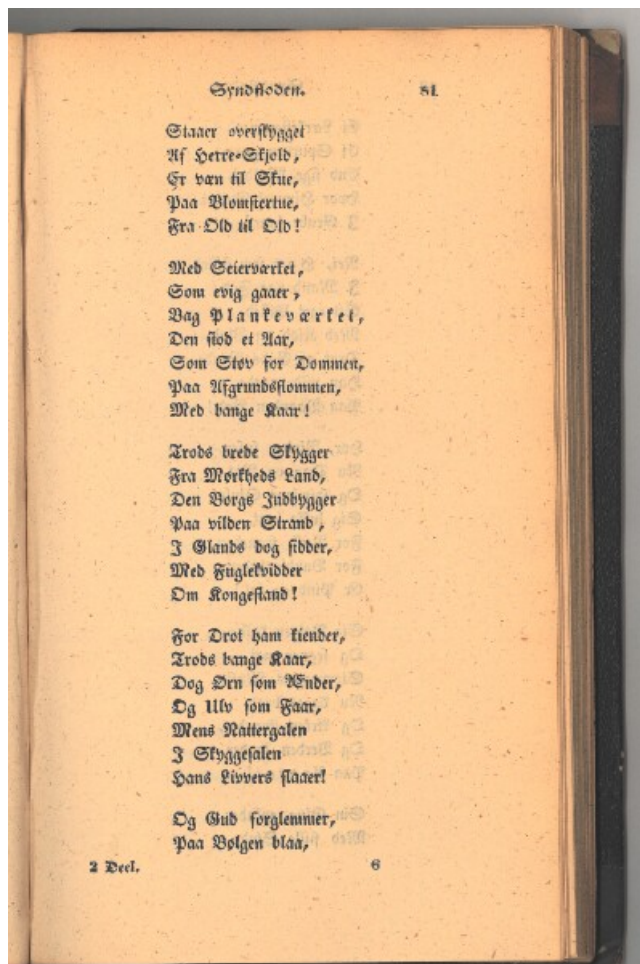 Syndfloden. 81
Staaer overskygget
Af Herre-Skjold,
Er væn til Skue,
Paa Blomstertue,
Fra Old til Old!
Med Seierværket,
Som evig gaaer,
Bag Plankeværket,
Den stod et Aar,
Som Støv for Dommen,
Paa Afgrundsflommen,
Med bange Kaar!
Trods brede Skygger
Fra Mørkheds Land,
Den Borgs Indbygger
Paa vilden Strand,
I Glands dog sidder,
Med Fuglekvidder
Om Kongestand!
For Drot ham kiender,
Trods bange Kaar,
Dog Ørn som Ænder,
Og Ulv som Faar,
Mens Nattergalen
I Skyggesalen
Hans Livvers slaaer!
Og Gud forglemmer,
Paa Bølgen blaa,
2 Deel. 6